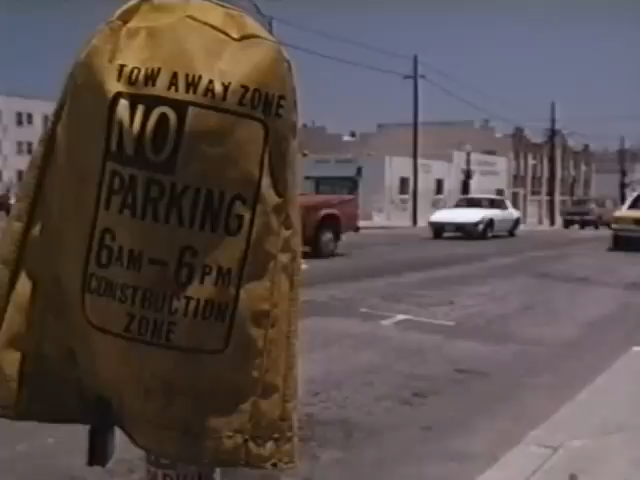 TOW AWAY ZONE
NO
PARKING
6AM-6PM
CONSTRUCTION
ZONE